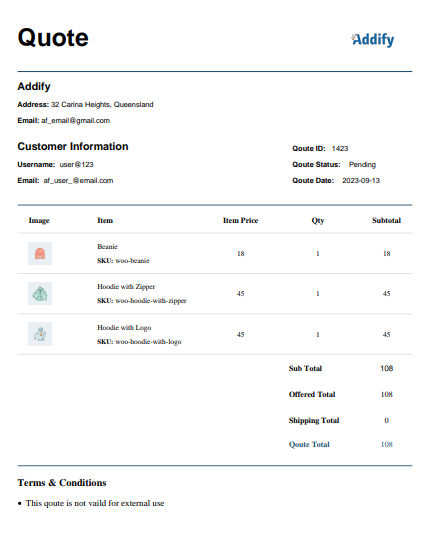 Quote
Addify
Addify
Address: 32 Carina Heights, Queensland
Email: af_email@gmail.com
Customer Information
Qoute ID: 1423
Username: user@123
Qoute Status: Pending
Email: af_user_@email.com
Qoute Date: 2023-09-13
Image Item Item Price Qty Subtotal
Beanie
18 1 18
SKU: woo-beanie
Hoodie with Zipper
45 1 45
SKU: woo-hoodie-with-zipper
Hoodie with Logo
45 1 45
SKU: woo-hoodie-with-logo
Sub Total 108
Offered Total 108
Shipping Total 0
Qoute Total 108
Terms & Conditions
• This qoute is not vaild for external use